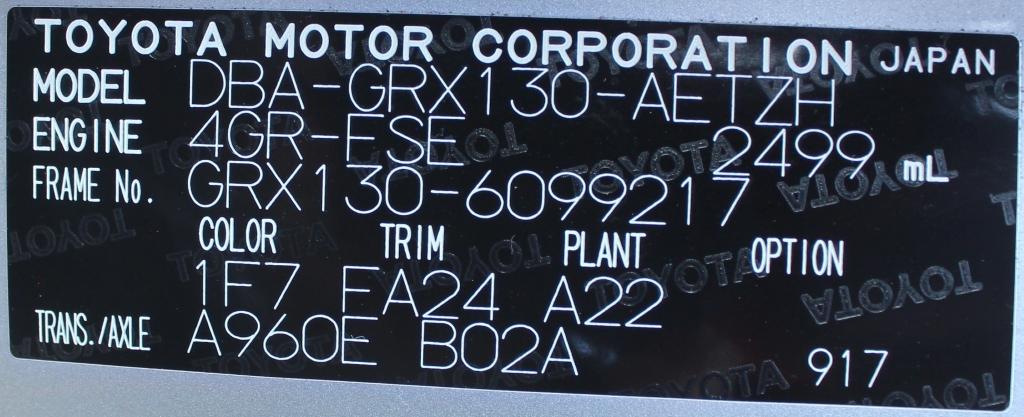 TOYOTA MOTOR CORPORATION JAPAN
MODEL DBA-GRX130-AETZH
ENGINE 4GR-FSE 2499 mL
FRAME No. GRX130-6099217
COLOR TRIM PLANT OPTION
1F7 FA24 A22
TRANS./AXLE A960E B02A
917